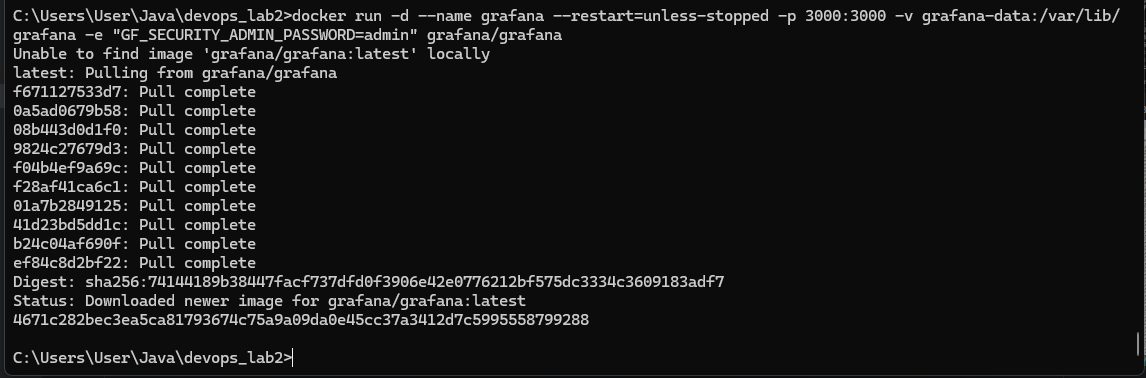 C:\Users\User\Java\devops_lab2>docker run -d --name grafana --restart=unless-stopped -p 3000:3000 -v grafana-data:/var/lib/
grafana -e "GF_SECURITY_ADMIN_PASSWORD=admin" grafana/grafana
Unable to find image 'grafana/grafana:latest' locally
latest: Pulling from grafana/grafana
f671127533d7: Pull complete
0a5ad0679b58: Pull complete
08b443d0d1f0: Pull complete
9824c27679d3: Pull complete
f04b4ef9a69c: Pull complete
f28af41ca6c1: Pull complete
01a7b2849125: Pull complete
41d23bd5dd1c: Pull complete
b24c04af690f: Pull complete
ef84c8d2bf22: Pull complete
Digest: sha256:74144189b38447facf737dfd0f3906e42e0776212bf575dc3334c3609183adf7
Status: Downloaded newer image for grafana/grafana:latest
4671c282bec3ea5ca81793674c75a9a09da0e45cc37a3412d7c5995558799288
C:\Users\User\Java\devops_lab2>